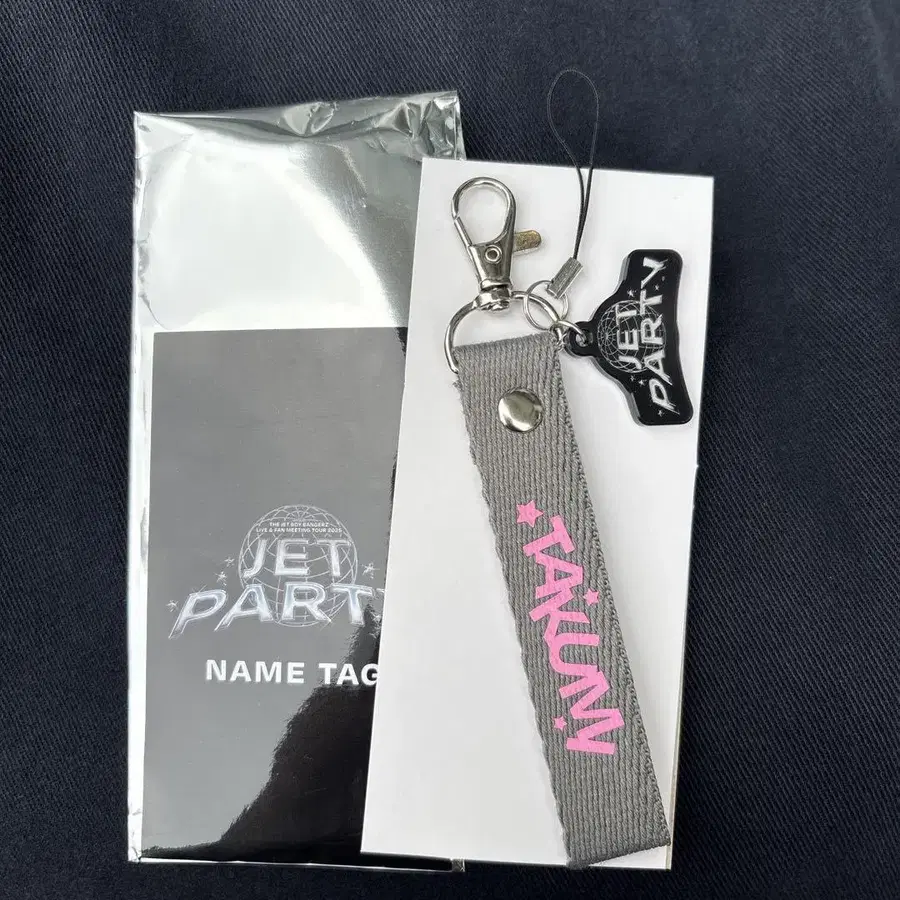 THE JET BOY BANGERZ
LIVE & FAN MEETING TOUR 2025
JET
PARTY
NAME TAG
JET
PARTY
TAKUMI